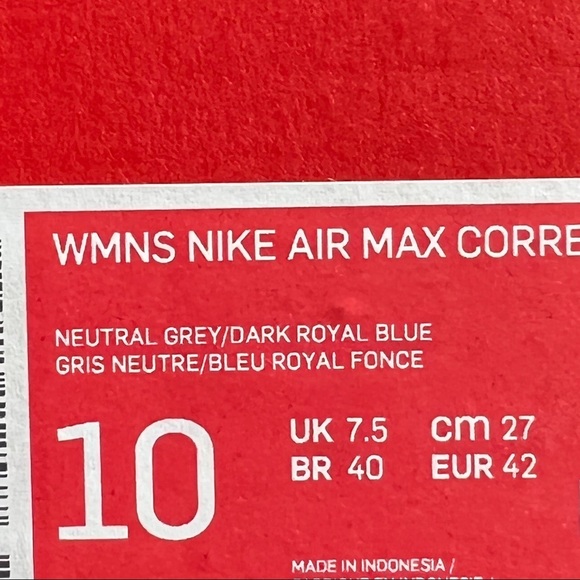 WMNS NIKE AIR MAX CORRE
NEUTRAL GREY/DARK ROYAL BLUE
GRIS NEUTRE/BLEU ROYAL FONCE
10
UK 7.5 cm 27
BR 40 EUR 42
MADE IN INDONESIA /